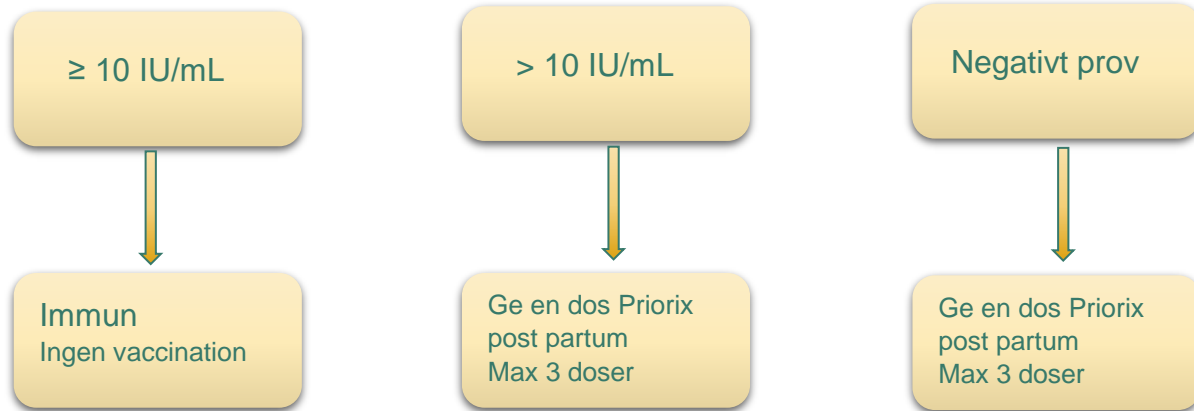 ≥ 10 IU/mL
> 10 IU/mL
Negativt prov
Immun
Ingen vaccination
Ge en dos Priorix
post partum
Max 3 doser
Ge en dos Priorix
post partum
Max 3 doser